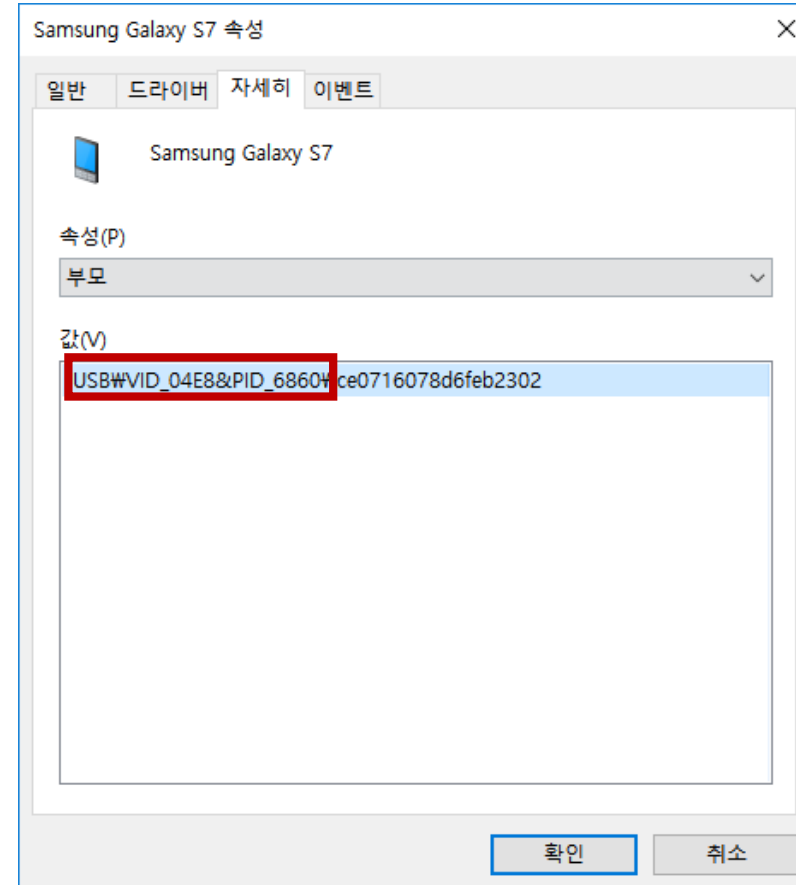 Samsung Galaxy S7 속성
일반 드라이버 자세히 이벤트
Samsung Galaxy S7
속성(P)
부모
값(V)
USB₩VID_04E8&PID_6860₩ce0716078d6feb2302
확인 취소